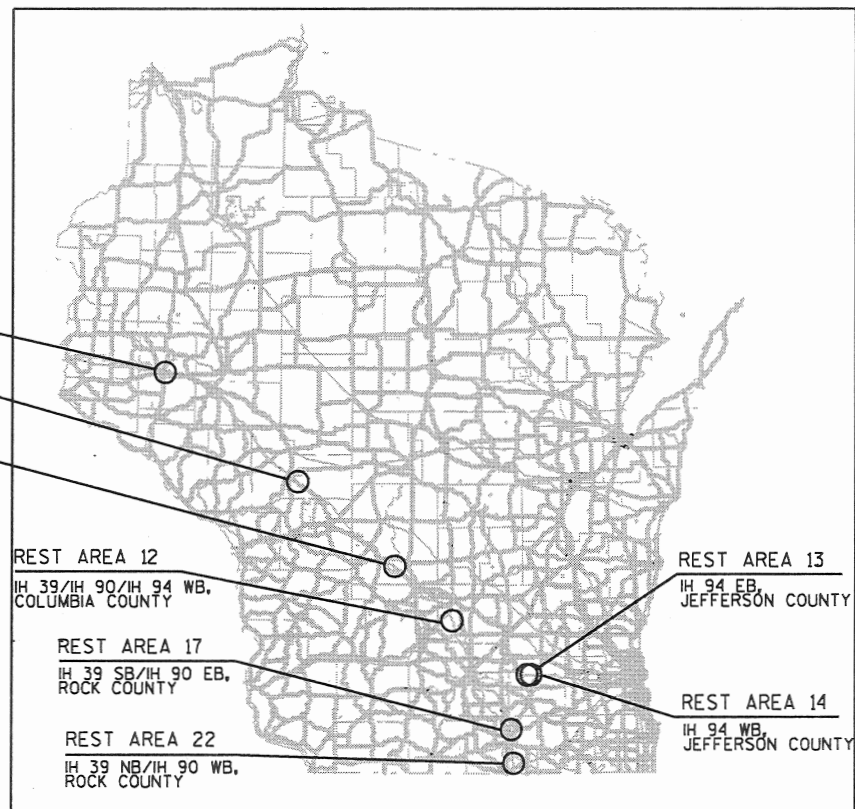 REST AREA 12
IH 39/IH 90/IH 94 WB,
COLUMBIA COUNTY
REST AREA 17
IH 39 SB/IH 90 EB,
ROCK COUNTY
REST AREA 22
IH 39 NB/IH 90 WB,
ROCK COUNTY
REST AREA 13
IH 94 EB,
JEFFERSON COUNTY
REST AREA 14
IH 94 WB,
JEFFERSON COUNTY